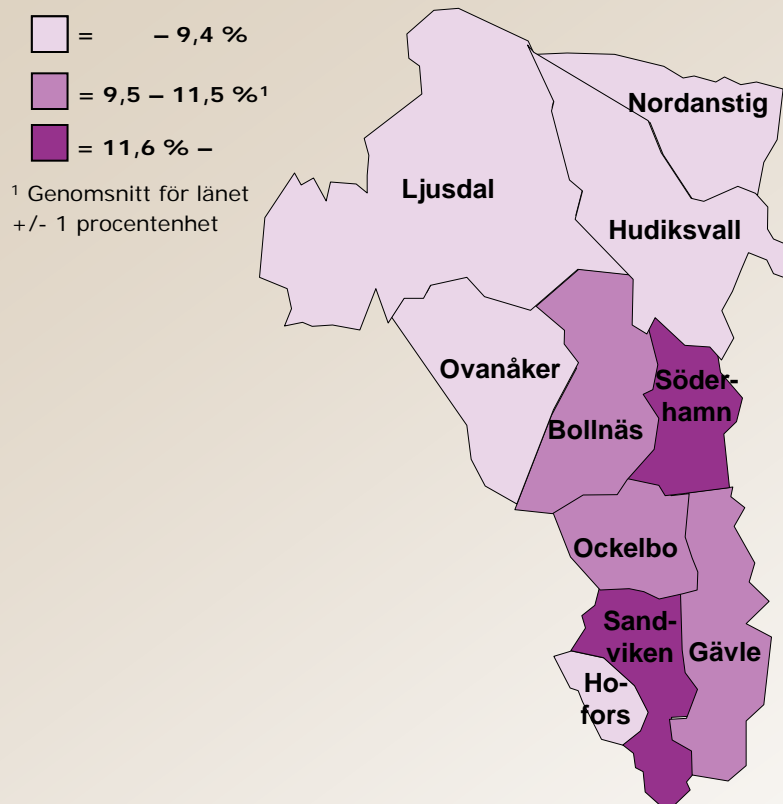 = – 9,4 %
= 9,5 – 11,5 %¹
= 11,6 % –
¹ Genomsnitt för länet
+/- 1 procentenhet
Nordanstig
Ljusdal
Hudiksvall
Ovanåker
Söder-
hamn
Bollnäs
Ockelbo
Sand-
viken
Gävle
Ho-
fors